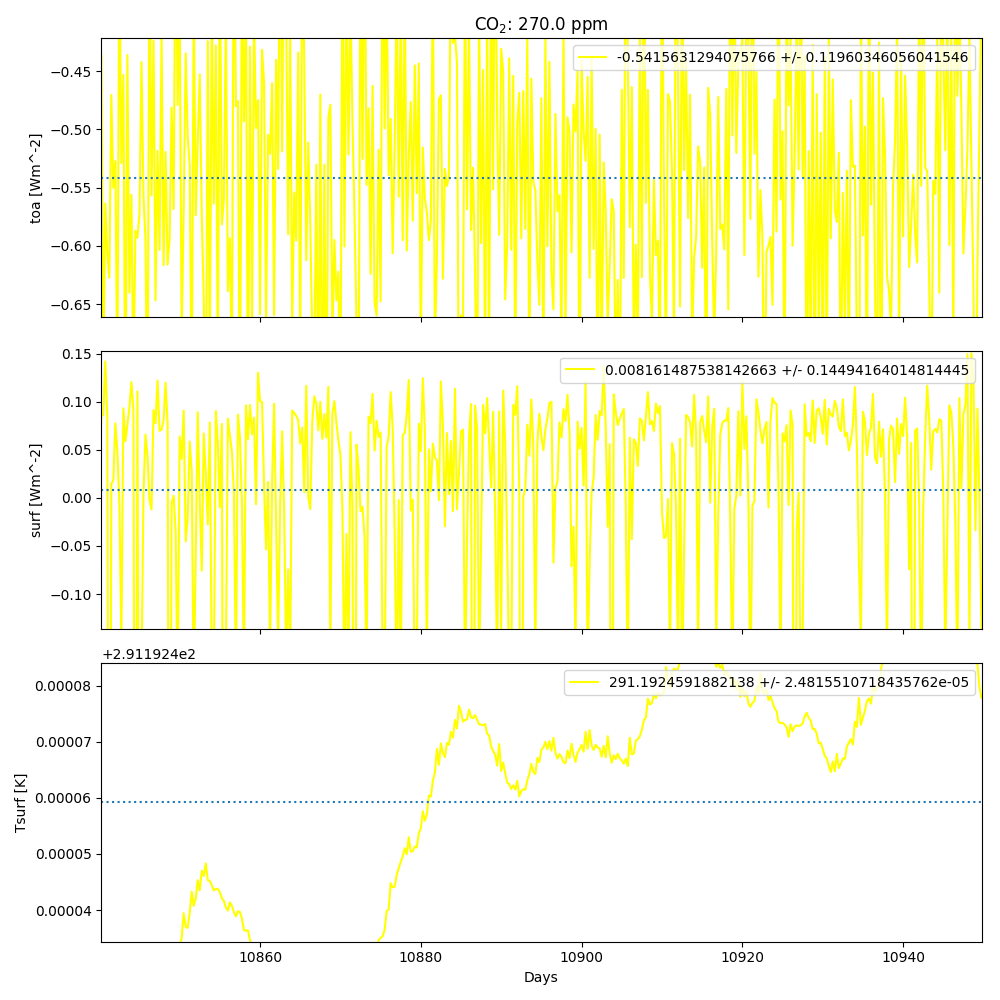 CO₂: 270.0 ppm
-0.5415631294075766 +/- 0.11960346056041546
−0.45
−0.50
−0.55
−0.60
−0.65
toa [Wm^-2]
0.008161487538142663 +/- 0.14494164014814445
0.15
0.10
0.05
0.00
−0.05
−0.10
surf [Wm^-2]
+2.911924e2
291.1924591882138 +/- 2.4815510718435762e-05
0.00008
0.00007
0.00006
0.00005
0.00004
Tsurf [K]
10860 10880 10900 10920 10940
Days